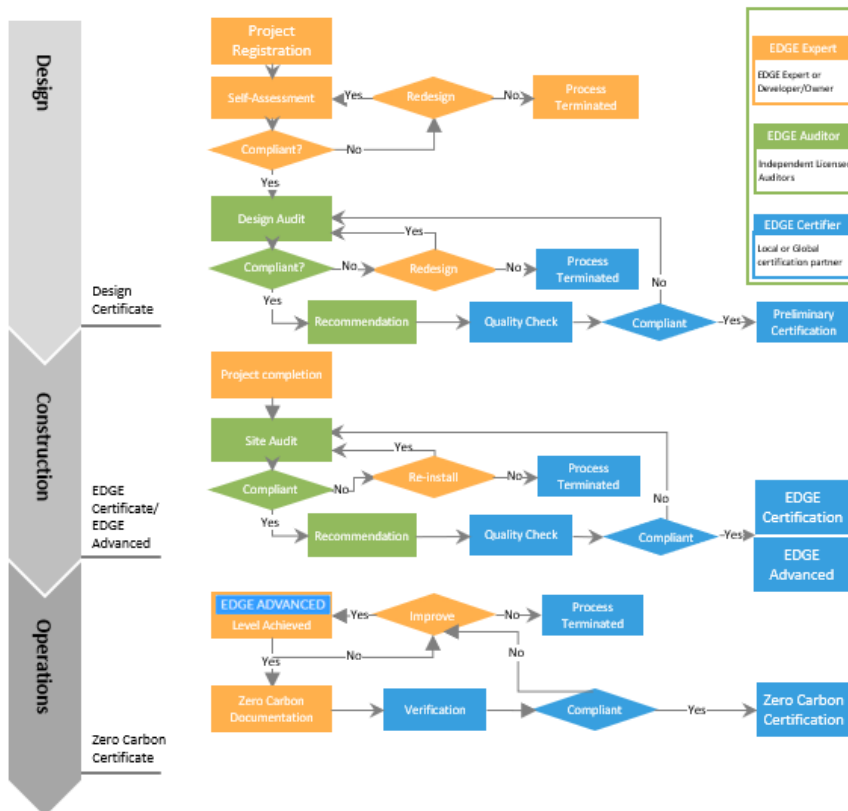 Design
Project
Registration
Self-Assessment
Yes
Redesign
No
Process
Terminated
Compliant?
No
Yes
Design Audit
Yes
Compliant?
No
Redesign
No
Process
Terminated
No
Yes
Recommendation
Quality Check
Compliant
Yes
Preliminary
Certification
Design
Certificate
EDGE Expert
EDGE Expert or
Developer/Owner
EDGE Auditor
Independent Licensed
Auditors
EDGE Certifier
Local or Global
certification partner
Construction
Project completion
Site Audit
Yes
Compliant
No
Re-install
No
Process
Terminated
No
Yes
Recommendation
Quality Check
Compliant
Yes
EDGE
Certification
EDGE
Advanced
EDGE
Certificate/
EDGE
Advanced
Operations
EDGE ADVANCED
Level Achieved
Yes
Improve
No
Process
Terminated
No
Yes
No
Zero Carbon
Documentation
Verification
Compliant
Yes
Zero Carbon
Certification
Zero Carbon
Certificate